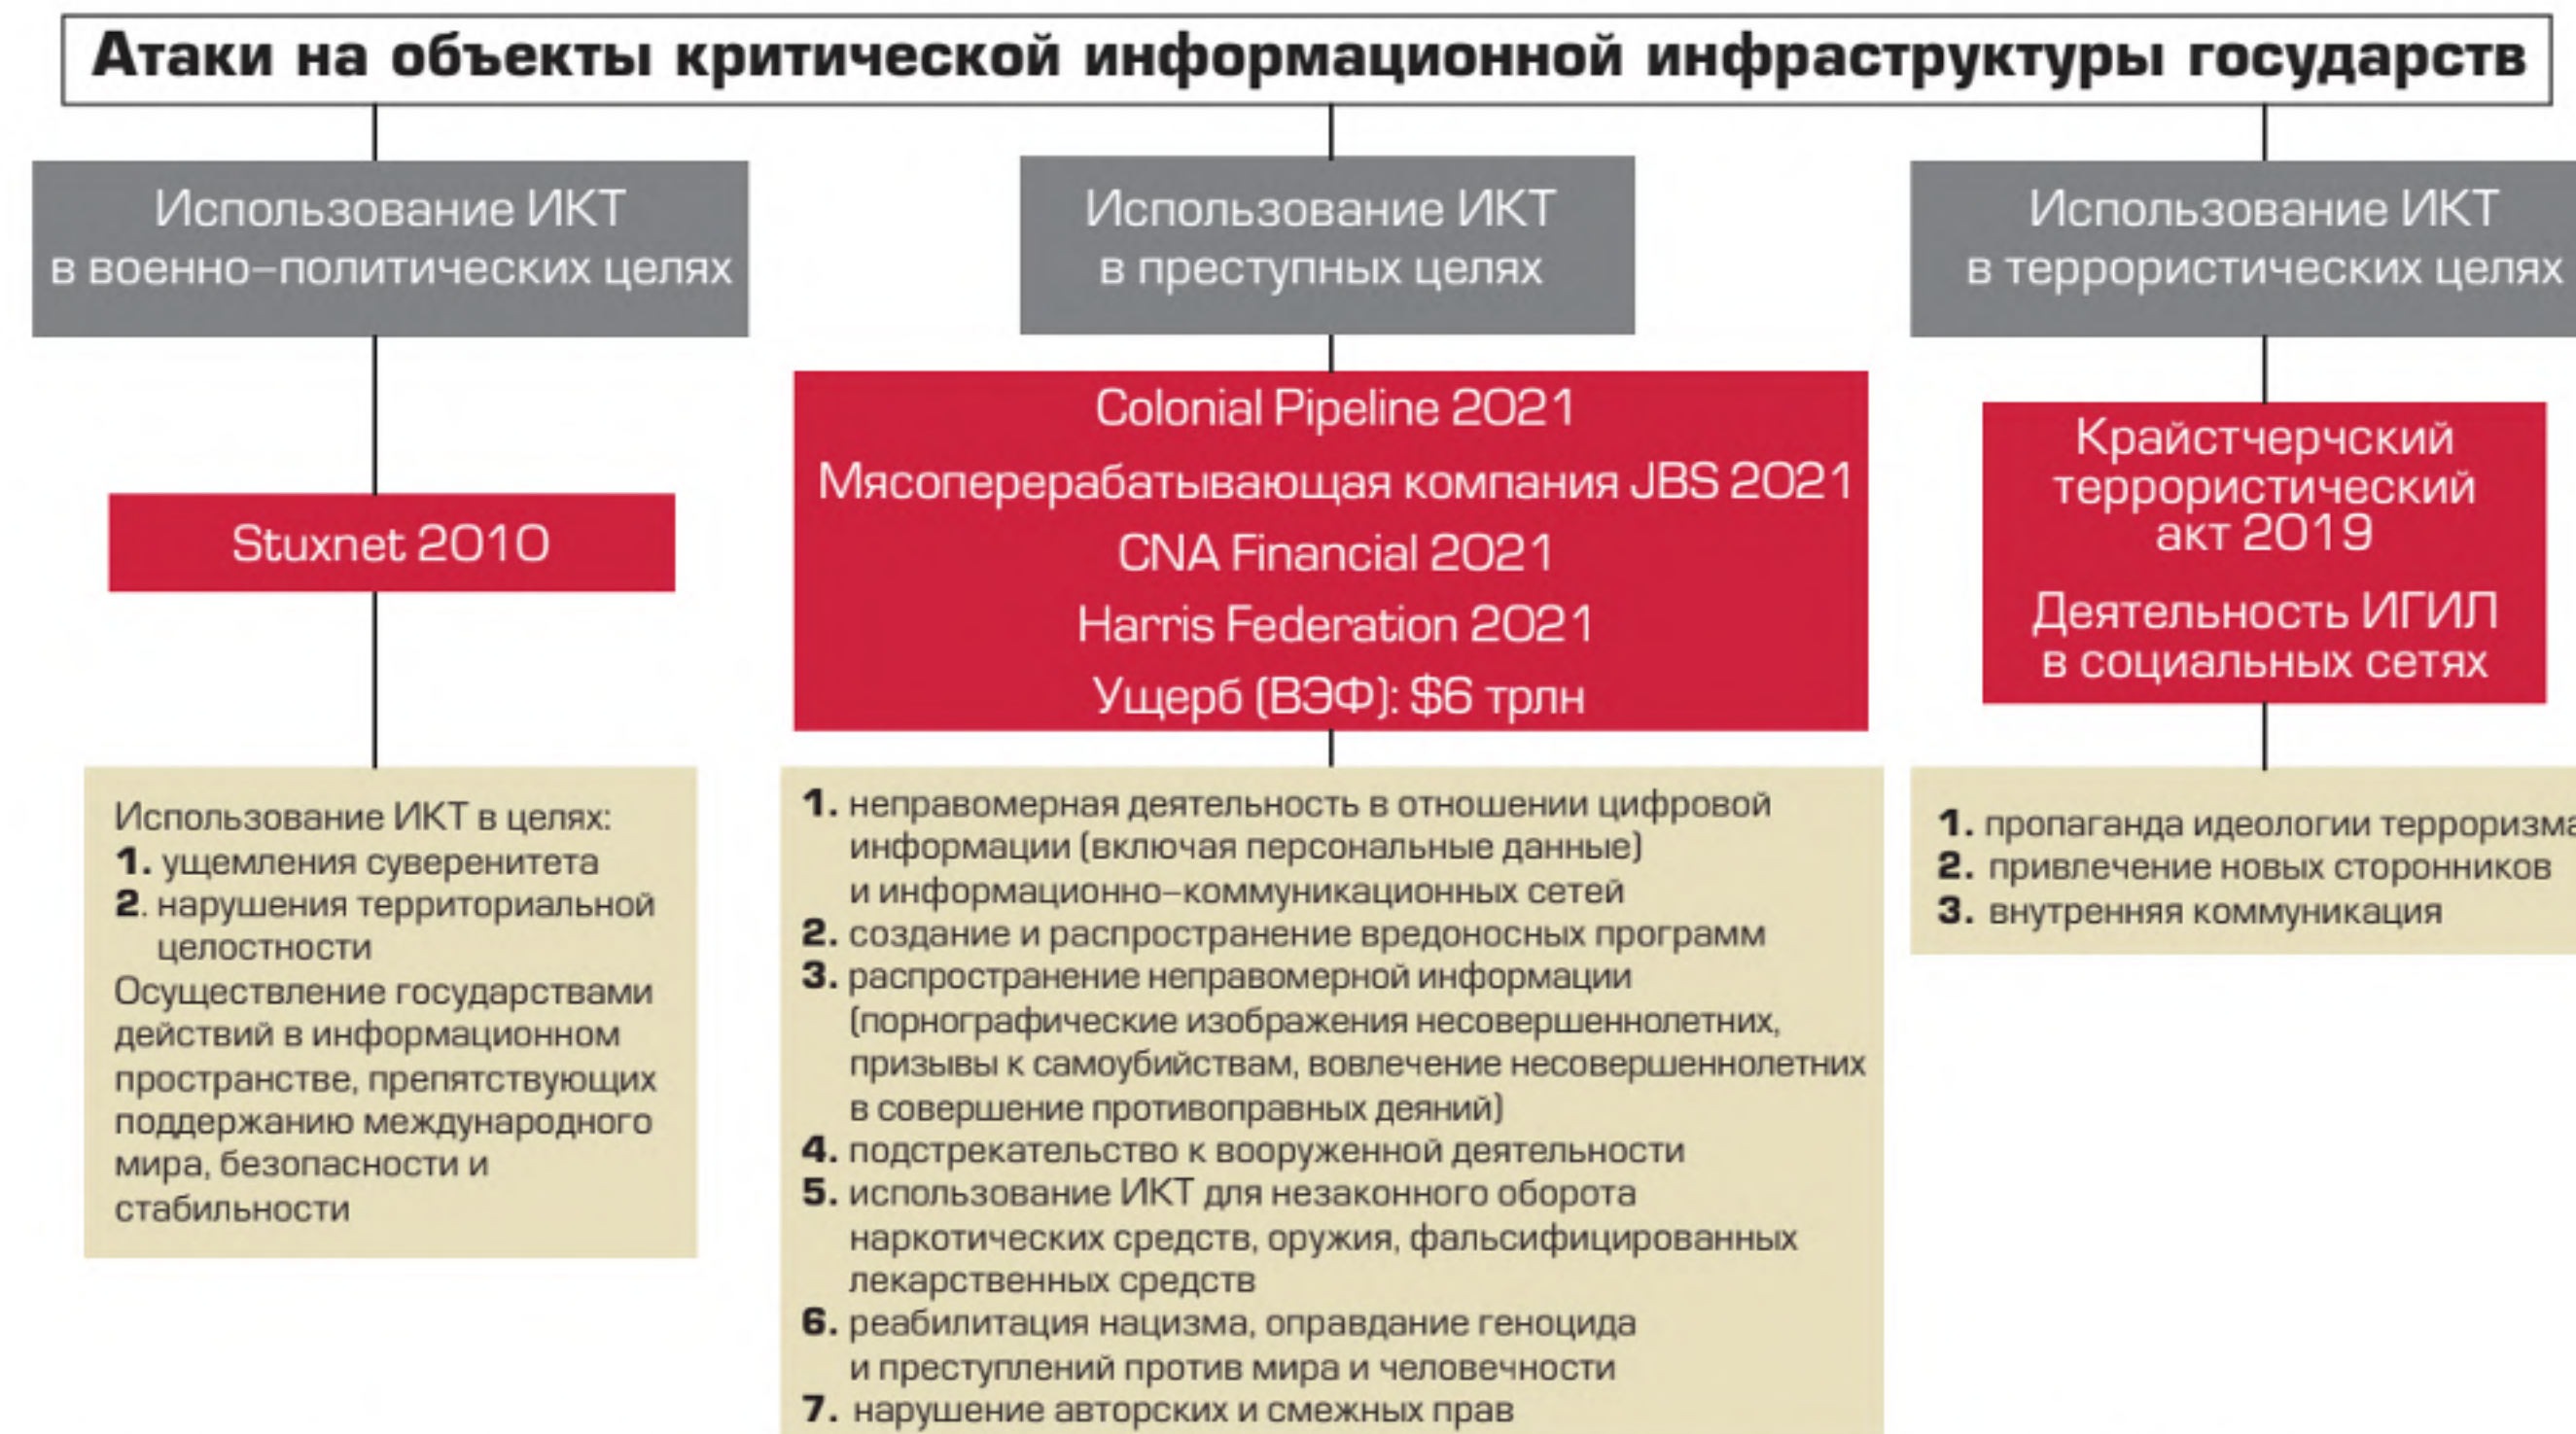 Атаки на объекты критической информационной инфраструктуры государств
Использование ИКТ
в военно–политических целях
Stuxnet 2010
Использование ИКТ в целях:
1. ущемления суверенитета
2. нарушения территориальной
целостности
Осуществление государствами
действий в информационном
пространстве, препятствующих
поддержанию международного
мира, безопасности и
стабильности
Использование ИКТ
в преступных целях
Colonial Pipeline 2021
Мясоперерабатывающая компания JBS 2021
CNA Financial 2021
Harris Federation 2021
Ущерб (ВЭФ): $6 трлн
1. неправомерная деятельность в отношении цифровой
информации (включая персональные данные)
и информационно–коммуникационных сетей
2. создание и распространение вредоносных программ
3. распространение неправомерной информации
(порнографические изображения несовершеннолетних,
призывы к самоубийствам, вовлечение несовершеннолетних
в совершение противоправных деяний)
4. подстрекательство к вооруженной деятельности
5. использование ИКТ для незаконного оборота
наркотических средств, оружия, фальсифицированных
лекарственных средств
6. реабилитация нацизма, оправдание геноцида
и преступлений против мира и человечности
7. нарушение авторских и смежных прав
Использование ИКТ
в террористических целях
Крайстчерчский
террористический
акт 2019
Деятельность ИГИЛ
в социальных сетях
1. пропаганда идеологии терроризма
2. привлечение новых сторонников
3. внутренняя коммуникация